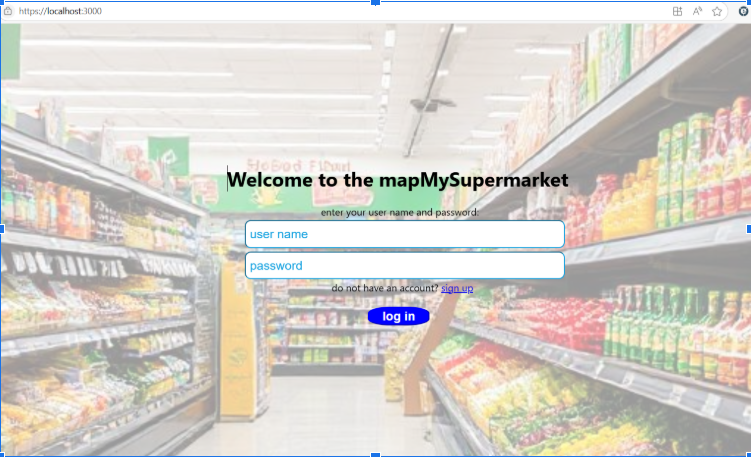 https://localhost:3000
Welcome to the mapMySupermarket
enter your user name and password:
user name
password
do not have an account? sign up
log in